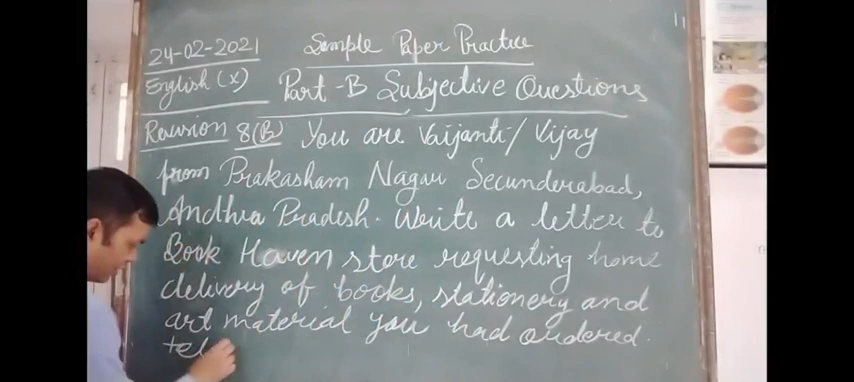 24-02-2021 Sample Paper Practice
English (X) Part-B Subjective Questions
Revision 8(B) You are Vaijanti/Vijay
from Prakasham Nagar Secunderabad,
Andhra Pradesh. Write a letter to
Book Haven store requesting home
delivery of books, stationery and
art material you had ordered.
tel